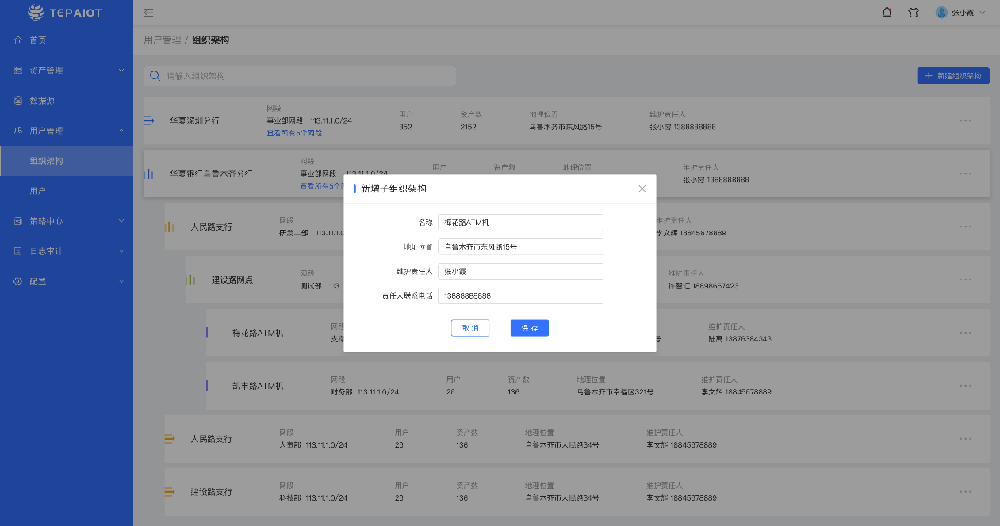 TEPAIOT
张小霞
首页
资产管理
数据源
用户管理
组织架构
用户
策略中心
日志审计
配置
用户管理 / 组织架构
请输入组织架构
新建组织架构
华夏深圳分行
网段
事业部网段 113.11.1.0/24
查看所有5个网段
用户
352
资产数
2152
地理位置
乌鲁木齐市东风路15号
维护责任人
张小霞 1388888888
华夏银行乌鲁木齐分行
网段
事业部网段 113.11.1.0/24
查看所有5个网
用户
资产数
地理位置
维护责任人
张小霞 1388888888
新增子组织架构
名称
梅花路ATM机
地址位置
乌鲁木齐市东风路15号
维护责任人
张小霞
责任人联系电话
13888888888
取 消
保 存
人民路支行
网段
研发二部 113.11.1.0
维护责任人
李文辉 18845678889
建设路网点
网段
测试部 113.1
维护责任人
许智汇 18898657423
梅花路ATM机
网段
号
维护责任人
陆离 13876384343
凯丰路ATM机
网段
财务部 113.11.1.0/24
用户
26
资产数
136
地理位置
乌鲁木齐市幸福区321号
维护责任人
李文辉 18845678889
人民路支行
网段
人事部 113.11.1.0/24
用户
26
资产数
136
地理位置
乌鲁木齐市人民路34号
维护责任人
李文辉 18845678889
建设路支行
网段
科技部 113.11.1.0/24
用户
26
资产数
136
地理位置
乌鲁木齐市人民路34号
维护责任人
李文辉 18845678889